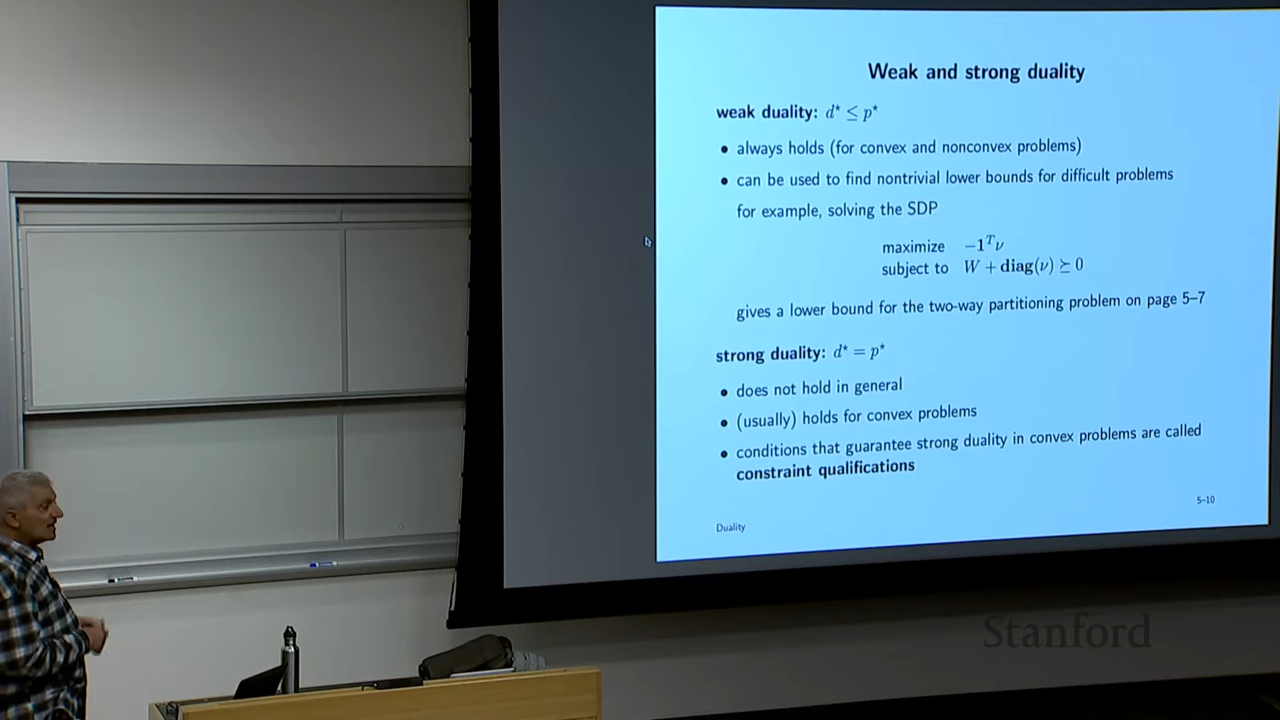 Weak and strong duality
weak duality: d⋆ ≤ p⋆
• always holds (for convex and nonconvex problems)
• can be used to find nontrivial lower bounds for difficult problems
for example, solving the SDP
maximize −1ᵀν
subject to W + diag(ν) ⪰ 0
gives a lower bound for the two-way partitioning problem on page 5–7
strong duality: d⋆ = p⋆
• does not hold in general
• (usually) holds for convex problems
• conditions that guarantee strong duality in convex problems are called
constraint qualifications
Duality 5–10
Stanford